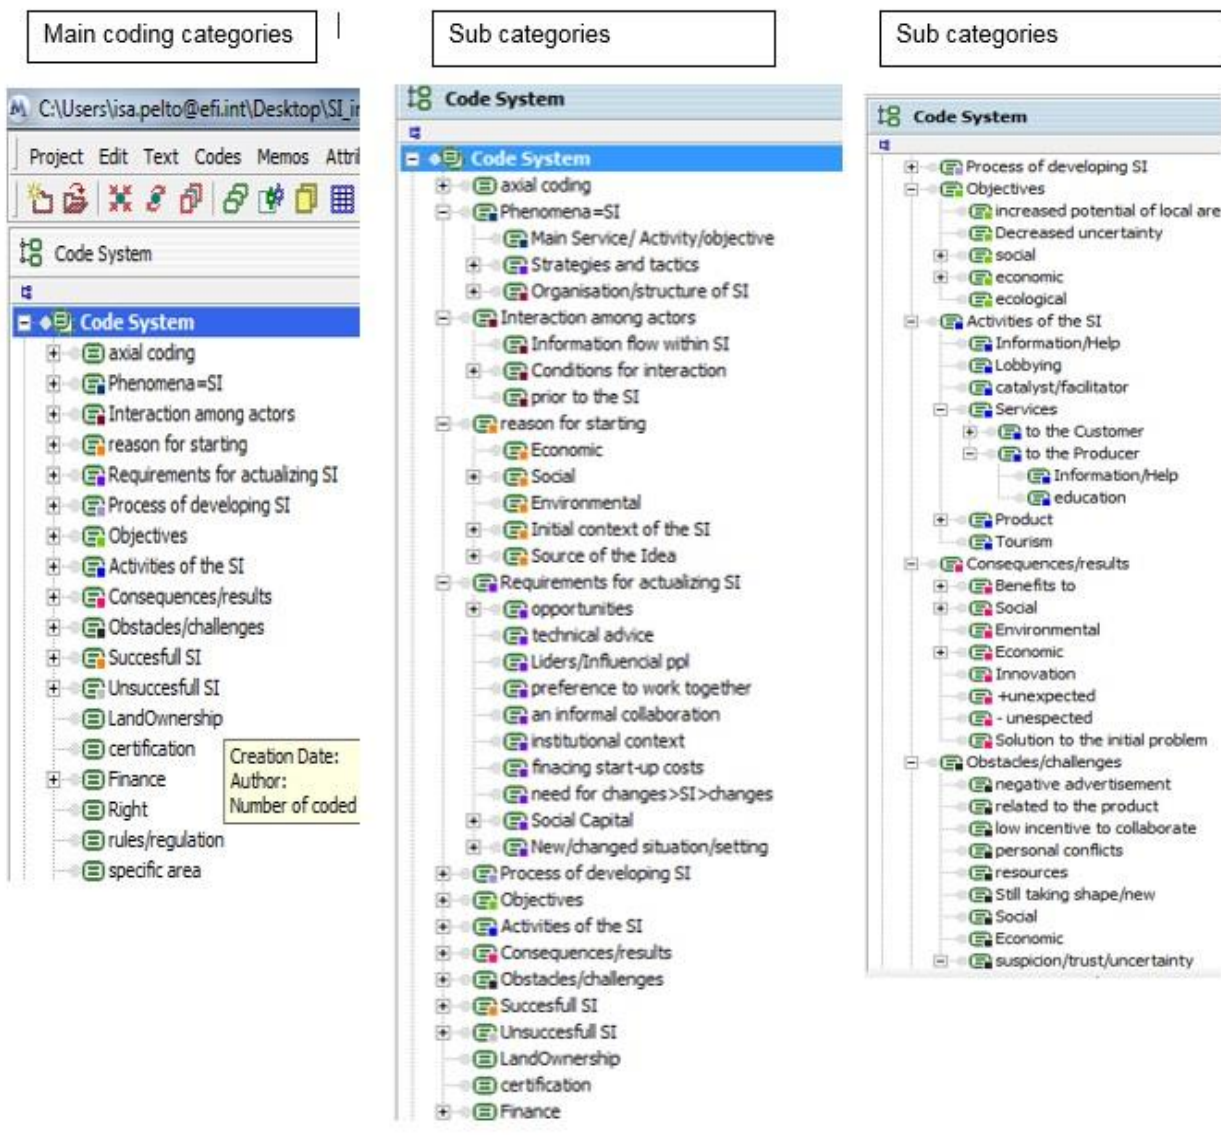 Main coding categories
C:\Users\isa.pelto@efi.int\Desktop\SI_ir
Project Edit Text Codes Memos Attri
Code System
Code System
axial coding
Phenomena=SI
Interaction among actors
reason for starting
Requirements for actualizing SI
Process of developing SI
Objectives
Activities of the SI
Consequences/results
Obstacles/challenges
Succesfull SI
Unsuccesfull SI
LandOwnership
certification
Finance
Right
rules/regulation
specific area
Creation Date:
Author:
Number of coded
Sub categories
Code System
Code System
axial coding
Phenomena=SI
Main Service/ Activity/objective
Strategies and tactics
Organisation/structure of SI
Interaction among actors
Information flow within SI
Conditions for interaction
prior to the SI
reason for starting
Economic
Social
Environmental
Initial context of the SI
Source of the Idea
Requirements for actualizing SI
opportunities
technical advice
Liders/Influencial ppl
preference to work together
an informal collaboration
institutional context
finacing start-up costs
need for changes>SI>changes
Social Capital
New/changed situation/setting
Process of developing SI
Objectives
Activities of the SI
Consequences/results
Obstacles/challenges
Succesfull SI
Unsuccesfull SI
LandOwnership
certification
Finance
Sub categories
Code System
Process of developing SI
Objectives
increased potential of local are
Decreased uncertainty
social
economic
ecological
Activities of the SI
Information/Help
Lobbying
catalyst/facilitator
Services
to the Customer
to the Producer
Information/Help
education
Product
Tourism
Consequences/results
Benefits to
Social
Environmental
Economic
Innovation
+unexpected
- unespected
Solution to the initial problem
Obstacles/challenges
negative advertisement
related to the product
low incentive to collaborate
personal conflicts
resources
Still taking shape/new
Social
Economic
suspicion/trust/uncertainty